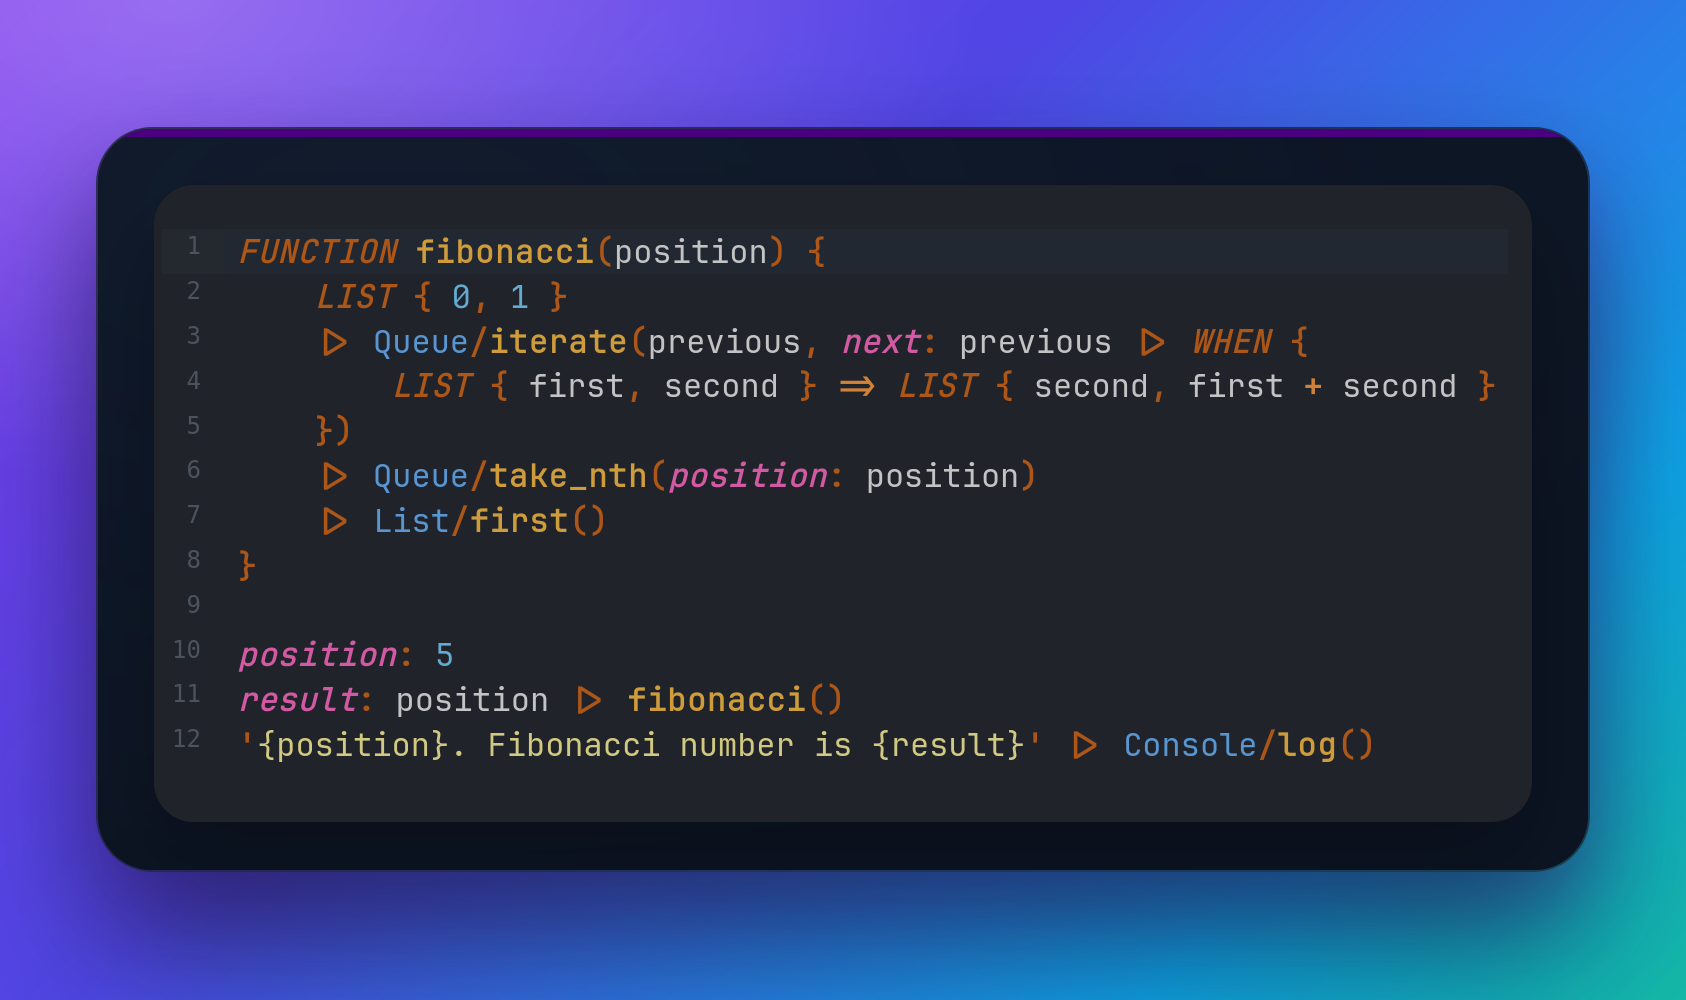 1 FUNCTION fibonacci(position) {
2     LIST { 0, 1 }
3     ▷ Queue/iterate(previous, next: previous ▷ WHEN {
4         LIST { first, second } => LIST { second, first + second }
5     })
6     ▷ Queue/take_nth(position: position)
7     ▷ List/first()
8 }
9
10 position: 5
11 result: position ▷ fibonacci()
12 '{position}. Fibonacci number is {result}' ▷ Console/log()